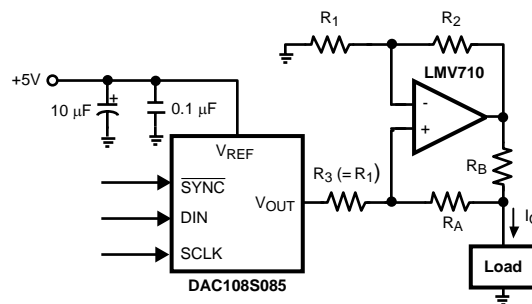 R1
R2
LMV710
+5V
10 μF
+
0.1 μF
-
+
VREF
RB
SYNC
R3 (= R1)
VOUT
DIN
RA
SCLK
Load
DAC108S085